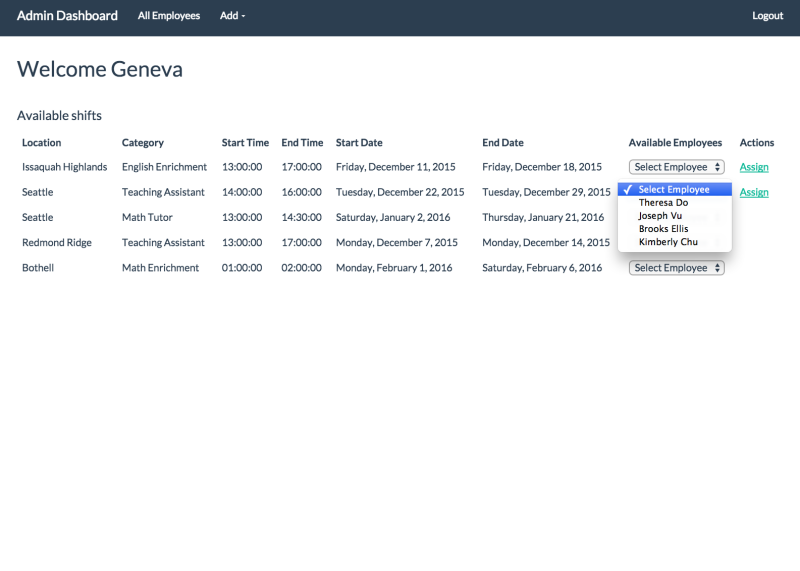 Admin Dashboard All Employees Add Logout
Welcome Geneva
Available shifts
Location Category Start Time End Time Start Date End Date Available Employees Actions
Issaquah Highlands English Enrichment 13:00:00 17:00:00 Friday, December 11, 2015 Friday, December 18, 2015 Select Employee Assign
Seattle Teaching Assistant 14:00:00 16:00:00 Tuesday, December 22, 2015 Tuesday, December 29, 2015 ✓ Select Employee Assign
Theresa Do
Seattle Math Tutor 13:00:00 14:30:00 Saturday, January 2, 2016 Thursday, January 21, 2016 Joseph Vu
Brooks Ellis
Redmond Ridge Teaching Assistant 13:00:00 17:00:00 Monday, December 7, 2015 Monday, December 14, 2015 Kimberly Chu
Bothell Math Enrichment 01:00:00 02:00:00 Monday, February 1, 2016 Saturday, February 6, 2016 Select Employee